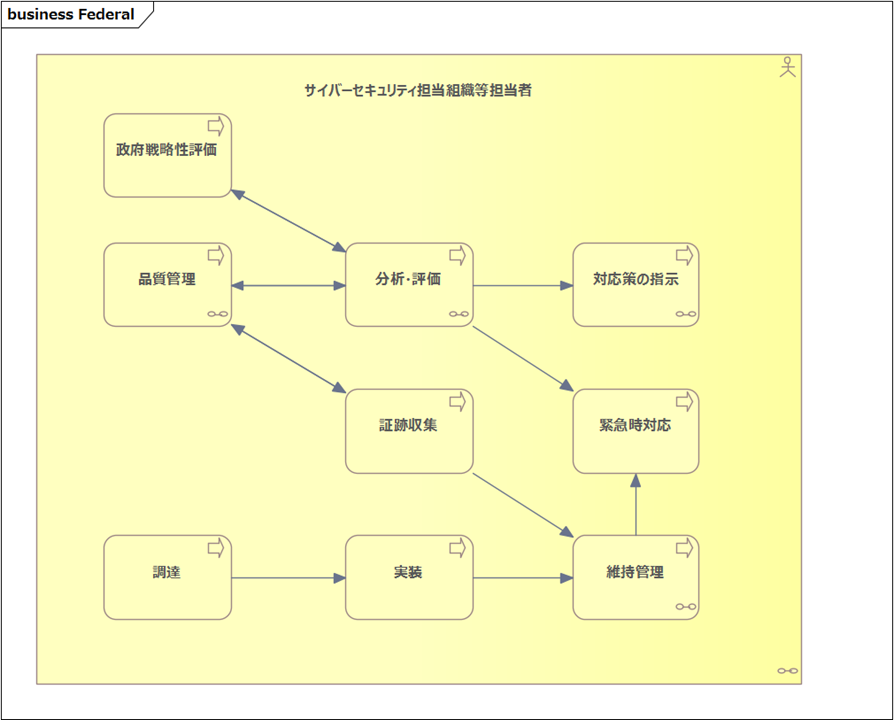 business Federal
サイバーセキュリティ担当組織等担当者
政府戦略性評価
品質管理
分析・評価
対応策の指示
証跡収集
緊急時対応
調達
実装
維持管理